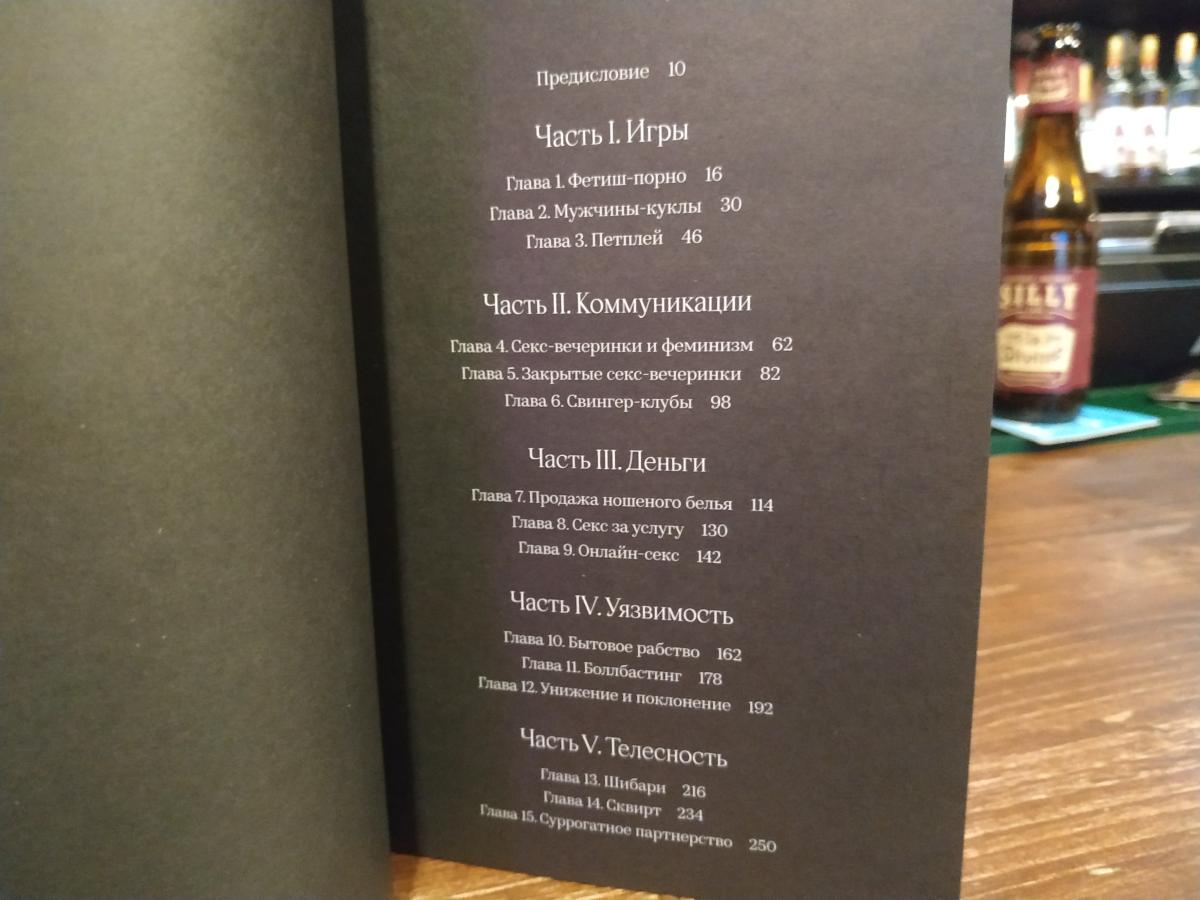 Предисловие 10
Часть I. Игры
Глава 1. Фетиш-порно 16
Глава 2. Мужчины-куклы 30
Глава 3. Петплей 46
Часть II. Коммуникации
Глава 4. Секс-вечеринки и феминизм 62
Глава 5. Закрытые секс-вечеринки 82
Глава 6. Свингер-клубы 98
Часть III. Деньги
Глава 7. Продажа ношеного белья 114
Глава 8. Секс за услугу 130
Глава 9. Онлайн-секс 142
Часть IV. Уязвимость
Глава 10. Бытовое рабство 162
Глава 11. Боллбастинг 178
Глава 12. Унижение и поклонение 192
Часть V. Телесность
Глава 13. Шибари 216
Глава 14. Сквирт 234
Глава 15. Суррогатное партнерство 250
SILLY